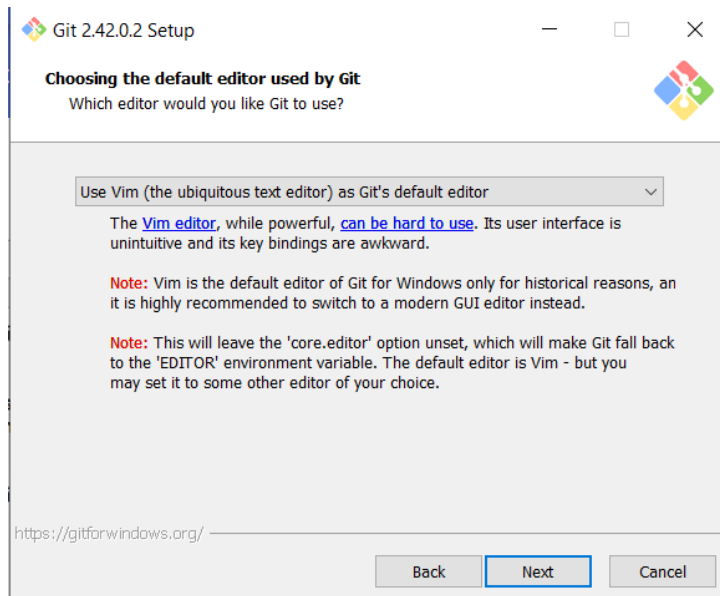 Git 2.42.0.2 Setup
Choosing the default editor used by Git
Which editor would you like Git to use?
Use Vim (the ubiquitous text editor) as Git's default editor
The Vim editor, while powerful, can be hard to use. Its user interface is
unintuitive and its key bindings are awkward.
Note: Vim is the default editor of Git for Windows only for historical reasons, an
it is highly recommended to switch to a modern GUI editor instead.
Note: This will leave the 'core.editor' option unset, which will make Git fall back
to the 'EDITOR' environment variable. The default editor is Vim - but you
may set it to some other editor of your choice.
https://gitforwindows.org/
Back Next Cancel